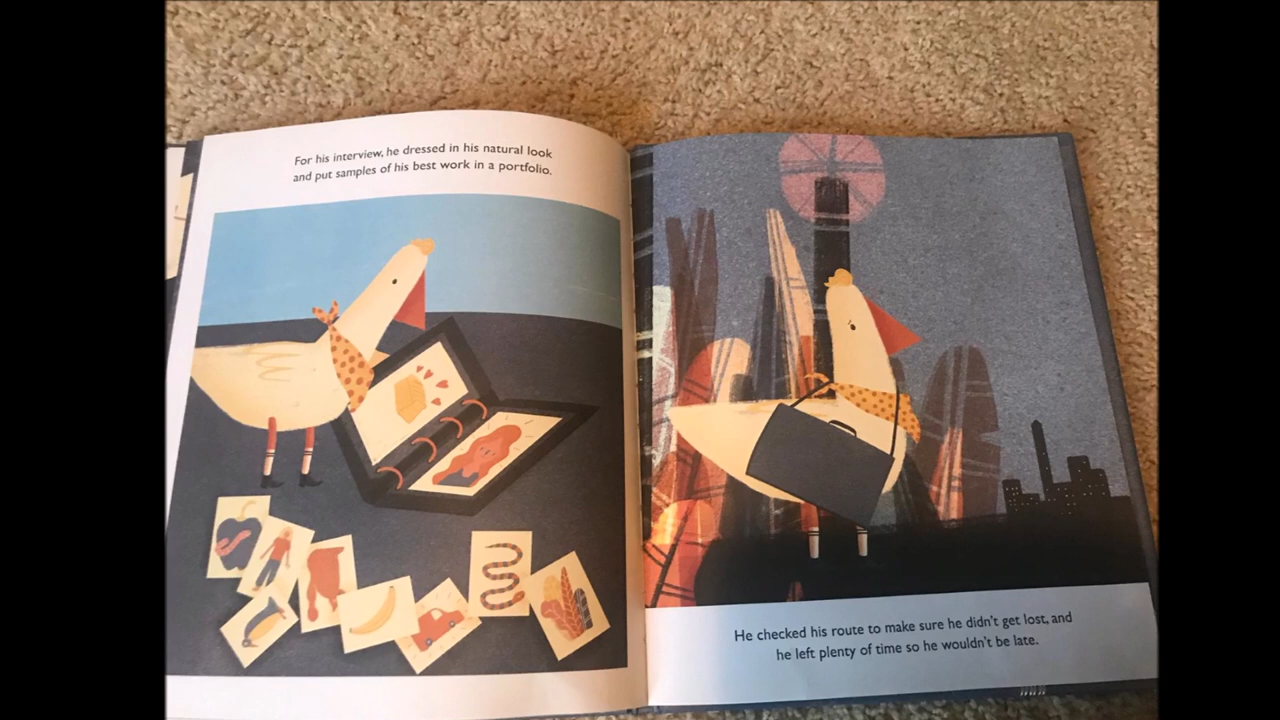 For his interview, he dressed in his natural look
and put samples of his best work in a portfolio.
He checked his route to make sure he didn't get lost, and
he left plenty of time so he wouldn't be late.